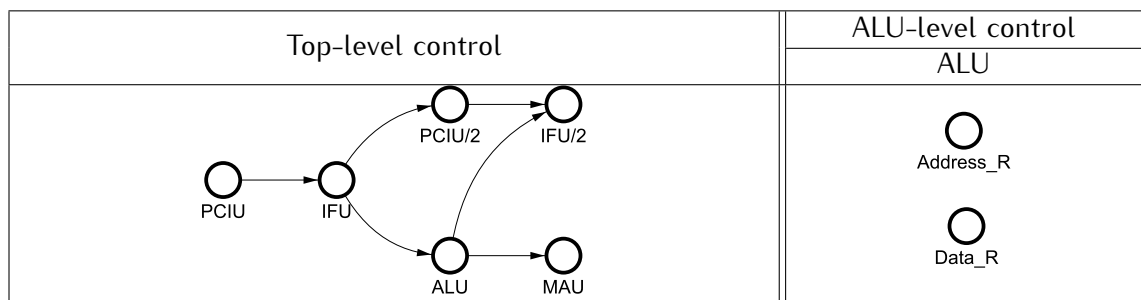 Top-level control
ALU-level control
ALU
PCIU/2
IFU/2
PCIU
IFU
ALU
MAU
Address_R
Data_R